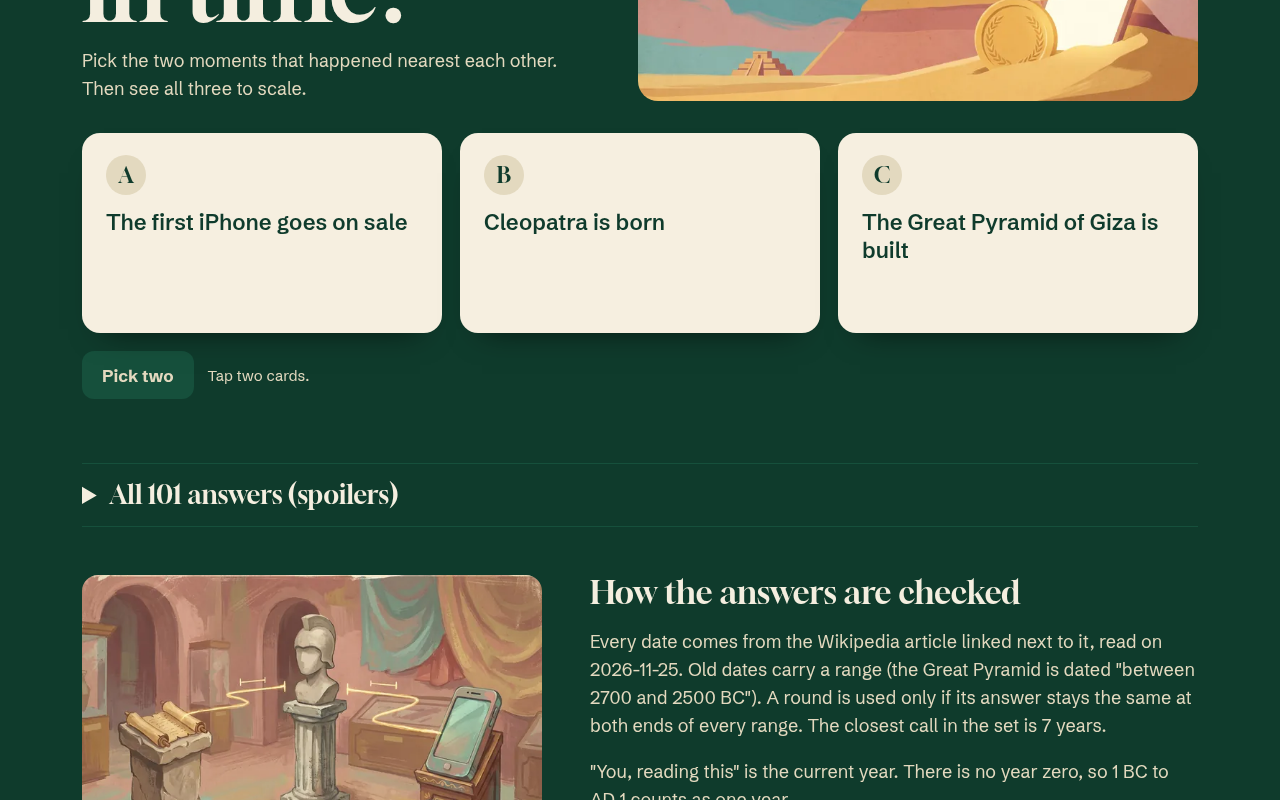 in time?
Pick the two moments that happened nearest each other.
Then see all three to scale.
A
The first iPhone goes on sale
B
Cleopatra is born
C
The Great Pyramid of Giza is
built
Pick two
Tap two cards.
All 101 answers (spoilers)
How the answers are checked
Every date comes from the Wikipedia article linked next to it, read on
2026-11-25. Old dates carry a range (the Great Pyramid is dated "between
2700 and 2500 BC"). A round is used only if its answer stays the same at
both ends of every range. The closest call in the set is 7 years.
"You, reading this" is the current year. There is no year zero, so 1 BC to
AD 1 counts as one year.